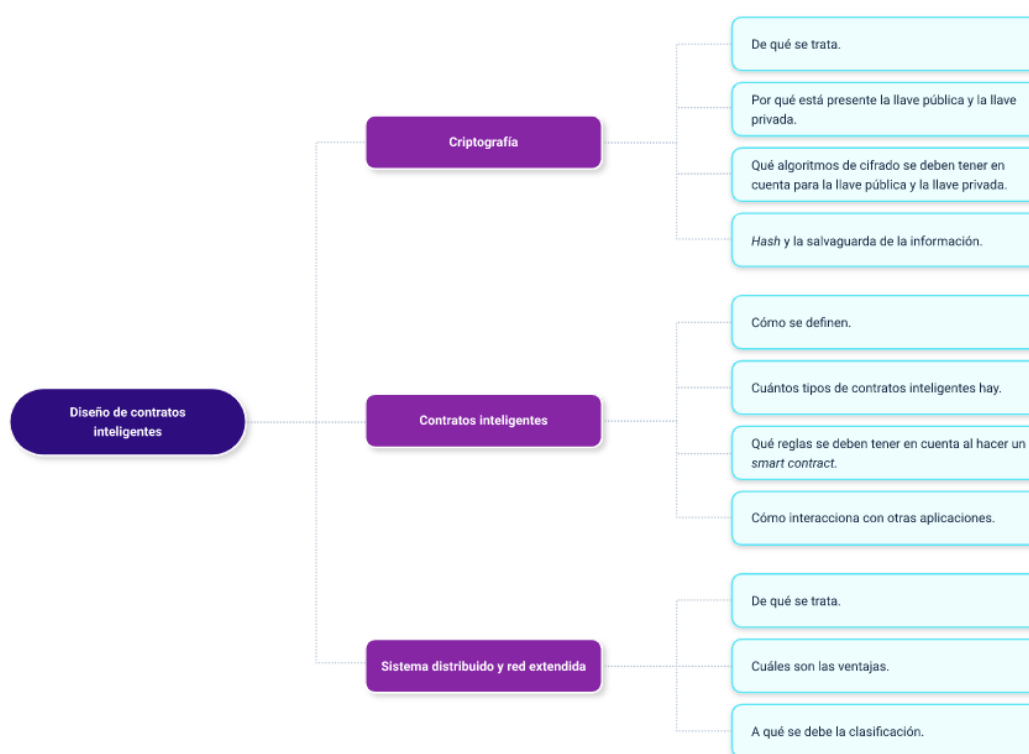 De qué se trata.
Por qué está presente la llave pública y la llave
privada.
Criptografía
Qué algoritmos de cifrado se deben tener en
cuenta para la llave pública y la llave privada.
Hash y la salvaguarda de la información.
Cómo se definen.
Cuántos tipos de contratos inteligentes hay.
Diseño de contratos
inteligentes
Contratos inteligentes
Qué reglas se deben tener en cuenta al hacer un
smart contract.
Cómo interacciona con otras aplicaciones.
De qué se trata.
Sistema distribuido y red extendida
Cuáles son las ventajas.
A qué se debe la clasificación.